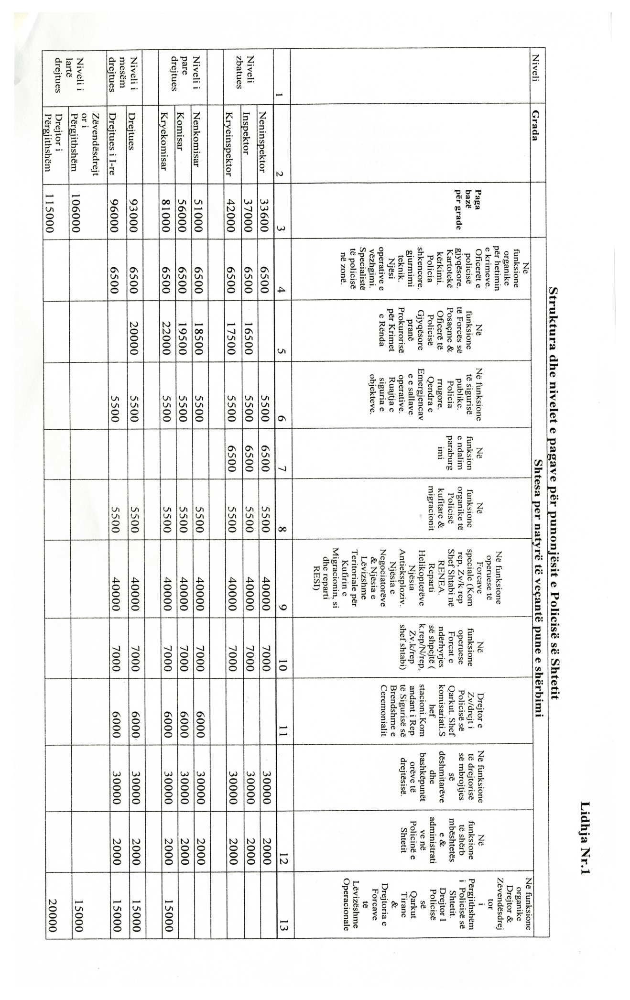 Lidhja Nr.1
Struktura dhe nivelet e pagave për punonjësit e Policisë së Shtetit
Niveli
Grada
Paga
bazë
për grade
Shtesa per natyrë të veçantë pune e shërbimi
Në
funksione
organike
për hetimin
e krimeve.
Oficerët e
policisë
gjyqësore.
Kartotekë
kërkimi.
Policia
shkencore.
gjurmimi
teknik.
Njësi
operative e
vëzhgimi.
Specialistë
të policisë
në zonë.
Në
funksione
të Forcës së
Posaçme &
Oficerë të
Policisë
Gjyqësore
pranë
Prokurorisë
për Krimet
e Rënda
Në funksione
të sigurisë
publike.
Policia
rrugore.
Qendra e
Emergjencav
e e sallave
operative.
Ruajtja e
siguria e
objekteve.
Në
funksion
e ndalim
paraburg
imi
Në
funksione
organike të
Policisë
kufitare &
migracionit
Në funksione
operuese të
Forcave
speciale (Kom
rep, Zv/k rep
Shef Shtabi në
RENEA.
Reparti
Helikopterëve
Njësia
Antieksploziv.
Njësia e
Negociatorëve
& Njësia e
Lëvizshme
Teritoriale për
Kufirin e
Migracionin, si
dhe reparti
RESI)
Në
funksione
operuese
Forcat e
ndërhyrjes
së shpejtë (
k.rep/N/rep,
Zv.k/rep
shef shtabi)
Drejtor e
Zv/drejt i
Policisë së
Qarkut. Shef
komisariati.S
hef
stacioni.Kom
andant i Rep
të Sigurisë së
Brendshme e
Ceremonialit
Në funksione
të drejtorisë
së mbrojtjes
së
dëshmitarëve
dhe
bashkëpunët
orëve të
drejtësisë.
Në
funksione
të shërb
mbështetës
e &
administrati
ve në
Policinë e
Shtetit
Në funksione
organike
Drejtor &
Zëvendësdrej
tor
i
Përgjithshëm
i Policisë së
Shtetit.
Drejtor I
Policisë
së
Qarkut
Tirane
&
Drejtoria e
Forcave
të
Lëvizëshme
Operacionale
1 2 3 4 5 6 7 8 9 10 11 12 13
Niveli
zbatues
Neninspektor 33600 6500 5500 6500 5500 40000 7000 30000 2000
Inspektor 37000 6500 16500 5500 6500 5500 40000 7000 30000 2000
Kryeinspektor 42000 6500 17500 5500 6500 5500 40000 7000 30000 2000
Niveli i
pare
drejtues
Nenkomisar 51000 6500 18500 5500 5500 40000 7000 6000 30000 2000
Komisar 56000 6500 19500 5500 5500 40000 7000 6000 30000 2000
Kryekomisar 81000 6500 22000 5500 5500 40000 7000 6000 30000 2000 15000
Niveli i
mesëm
drejtues
Drejtues 93000 6500 20000 5500 5500 40000 7000 6000 30000 2000 15000
Drejtues i I-re 96000 6500 5500 5500 40000 7000 6000 30000 2000 15000
Niveli i
lartë
drejtues
Zëvendësdrejt
or i
Përgjithshëm 106000 15000
Drejtor i
Përgjithshëm 115000 20000